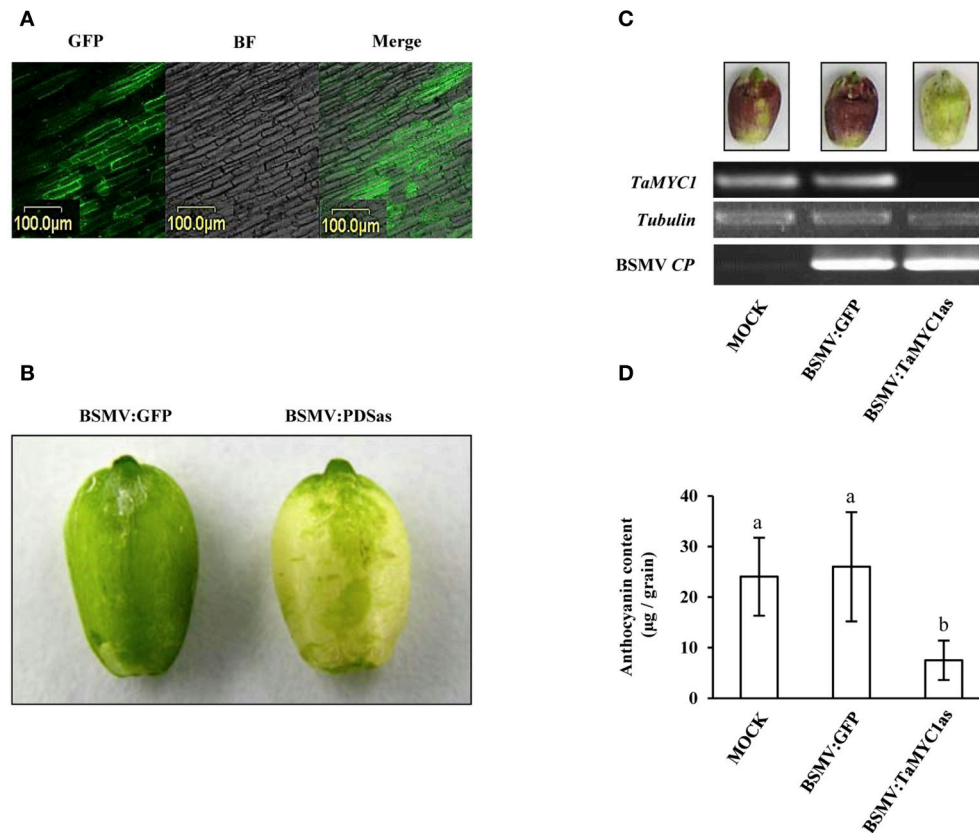 A
GFP BF Merge
100.0μm 100.0μm 100.0μm
B
BSMV:GFP BSMV:PDSas
C
TaMYC1
Tubulin
BSMV CP
MOCK BSMV:GFP BSMV:TaMYC1as
D
Anthocyanin content
(μg / grain)
40
30
20
10
0
a a b
MOCK BSMV:GFP BSMV:TaMYC1as